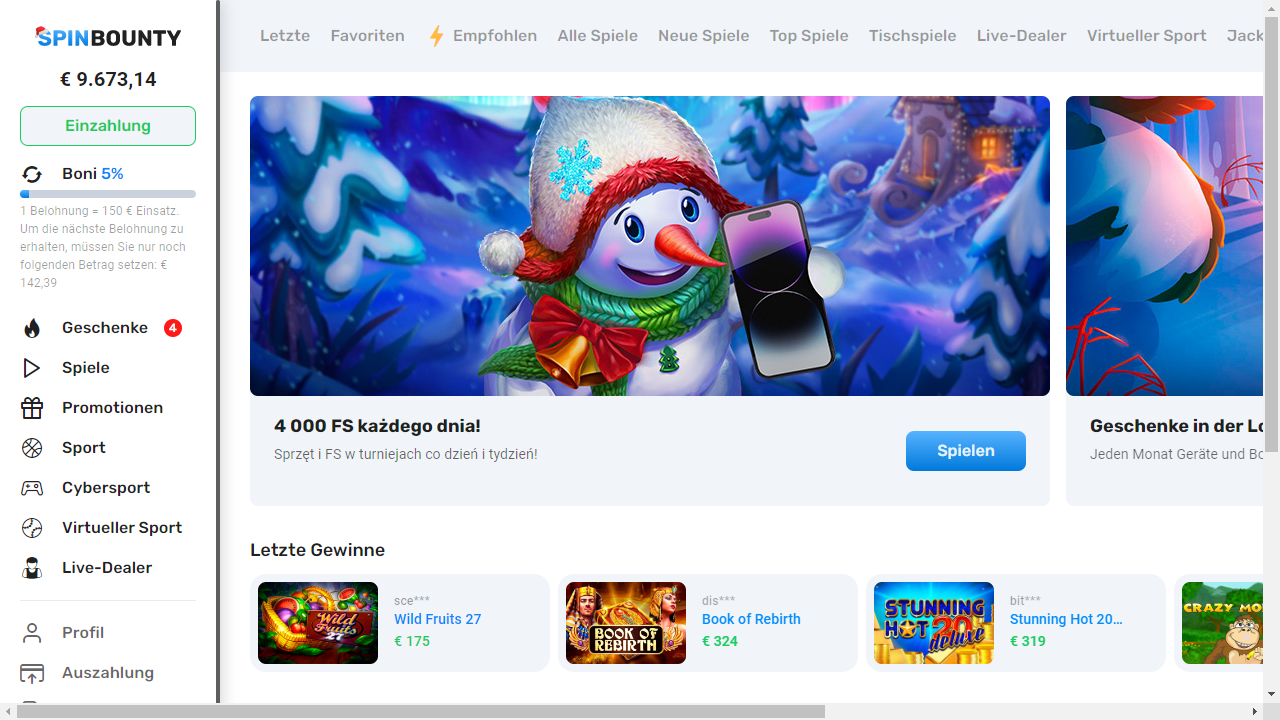 SPINBOUNTY
€ 9.673,14
Einzahlung
Boni 5%
1 Belohnung = 150 € Einsatz.
Um die nächste Belohnung zu
erhalten, müssen Sie nur noch
folgenden Betrag setzen: €
142,39
Geschenke 4
Spiele
Promotionen
Sport
Cybersport
Virtueller Sport
Live-Dealer
Profil
Auszahlung
Letzte Favoriten Empfohlen Alle Spiele Neue Spiele Top Spiele Tischspiele Live-Dealer Virtueller Sport Jack
4 000 FS każdego dnia!
Sprzęt i FS w turniejach co dzień i tydzień!
Spielen
Geschenke in der Lo
Jeden Monat Geräte und Bo
Letzte Gewinne
Wild Fruits 27
sce***
Wild Fruits 27
€ 175
BOOK OF
REBIRTH
dis***
Book of Rebirth
€ 324
STUNNING
HOT 20
deluxe
bit***
Stunning Hot 20...
€ 319
CRAZY MO